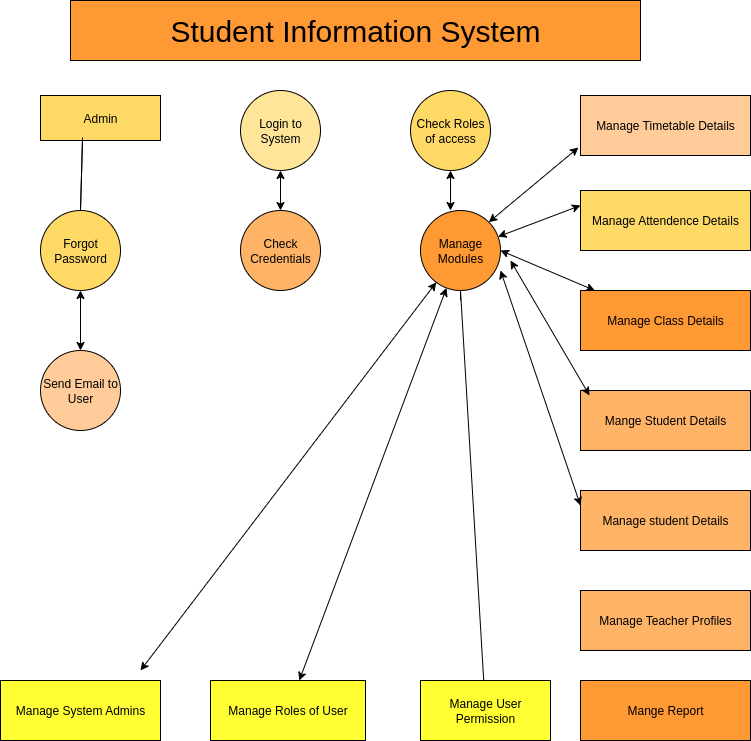 Student Information System
Admin
Login to
System
Check Roles
of access
Manage Timetable Details
Manage Attendence Details
Forgot
Password
Check
Credentials
Manage
Modules
Manage Class Details
Send Email to
User
Mange Student Details
Manage student Details
Manage Teacher Profiles
Manage System Admins
Manage Roles of User
Manage User
Permission
Mange Report